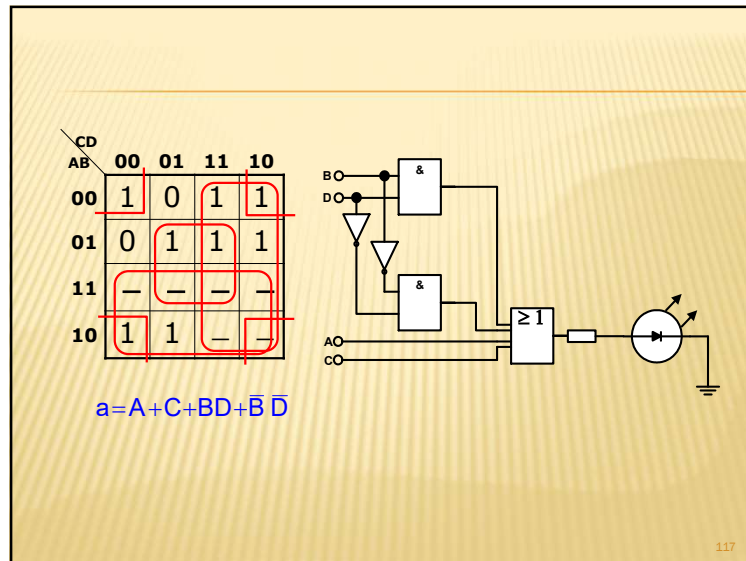 CD
AB 00 01 11 10
00 1 0 1 1
01 0 1 1 1
11 – – – –
10 1 1 – –
a=A+C+BD+B̅ D̅
B
D
&
&
A
C
≥ 1
117